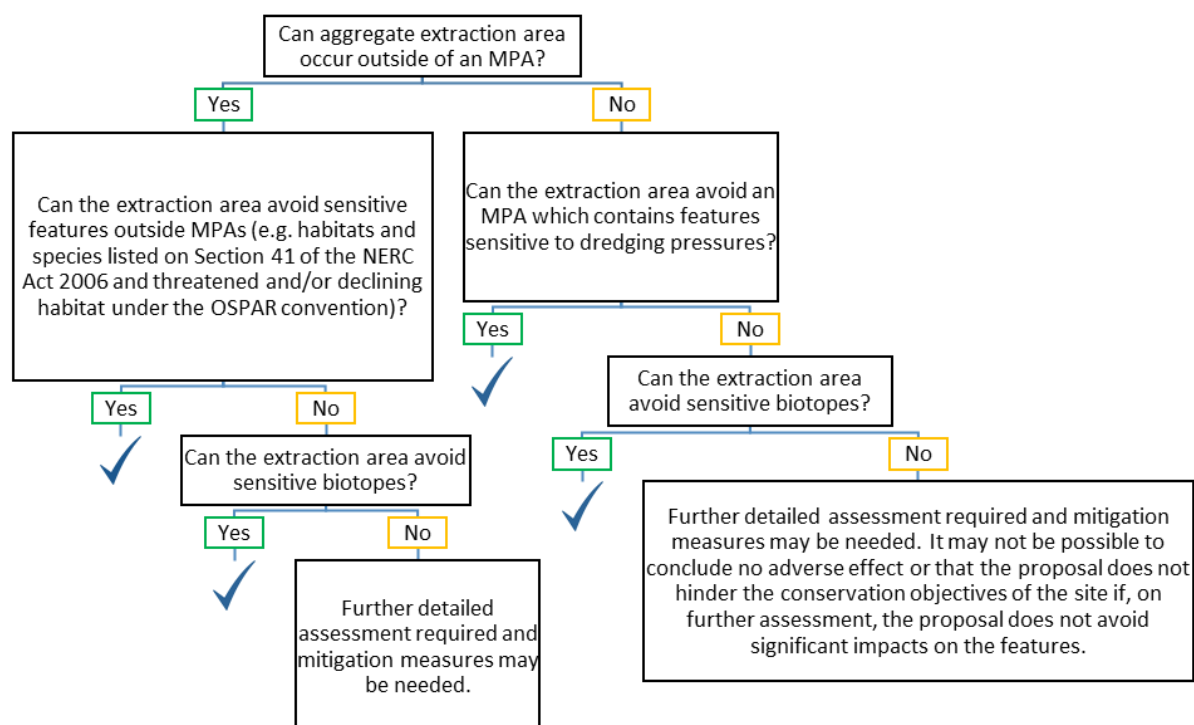 Can aggregate extraction area
occur outside of an MPA?
Yes
No
Can the extraction area avoid sensitive
features outside MPAs (e.g. habitats and
species listed on Section 41 of the NERC
Act 2006 and threatened and/or declining
habitat under the OSPAR convention)?
Can the extraction area avoid an
MPA which contains features
sensitive to dredging pressures?
Yes
No
Yes
No
Can the extraction area avoid
sensitive biotopes?
Can the extraction area
avoid sensitive biotopes?
Yes
No
Yes
No
Further detailed
assessment required and
mitigation measures may
be needed.
Further detailed assessment required and mitigation
measures may be needed. It may not be possible to
conclude no adverse effect or that the proposal does not
hinder the conservation objectives of the site if, on
further assessment, the proposal does not avoid
significant impacts on the features.